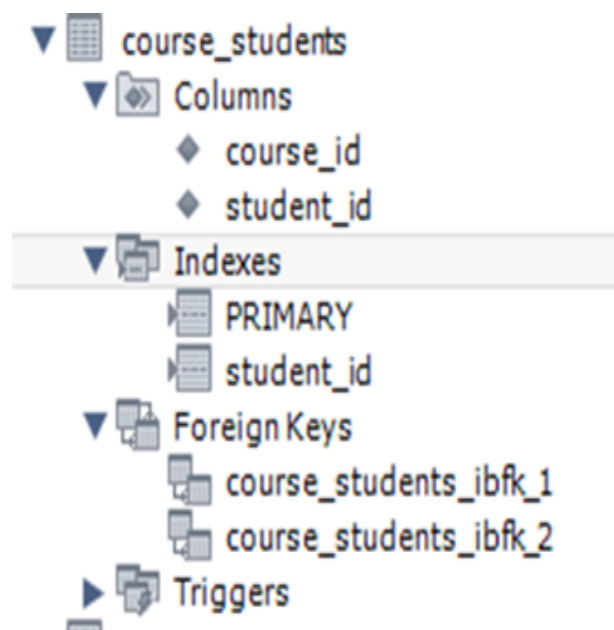 course_students
Columns
course_id
student_id
Indexes
PRIMARY
student_id
Foreign Keys
course_students_ibfk_1
course_students_ibfk_2
Triggers